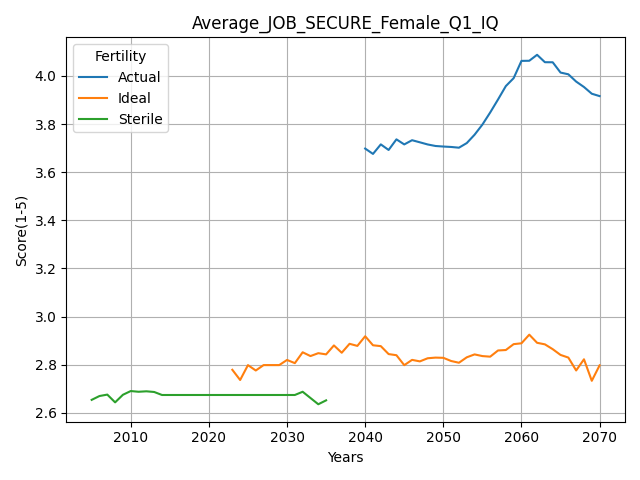 Average_JOB_SECURE_Female_Q1_IQ
Fertility
Actual
Ideal
Sterile
Score(1-5)
4.0
3.8
3.6
3.4
3.2
3.0
2.8
2.6
2010 2020 2030 2040 2050 2060 2070
Years